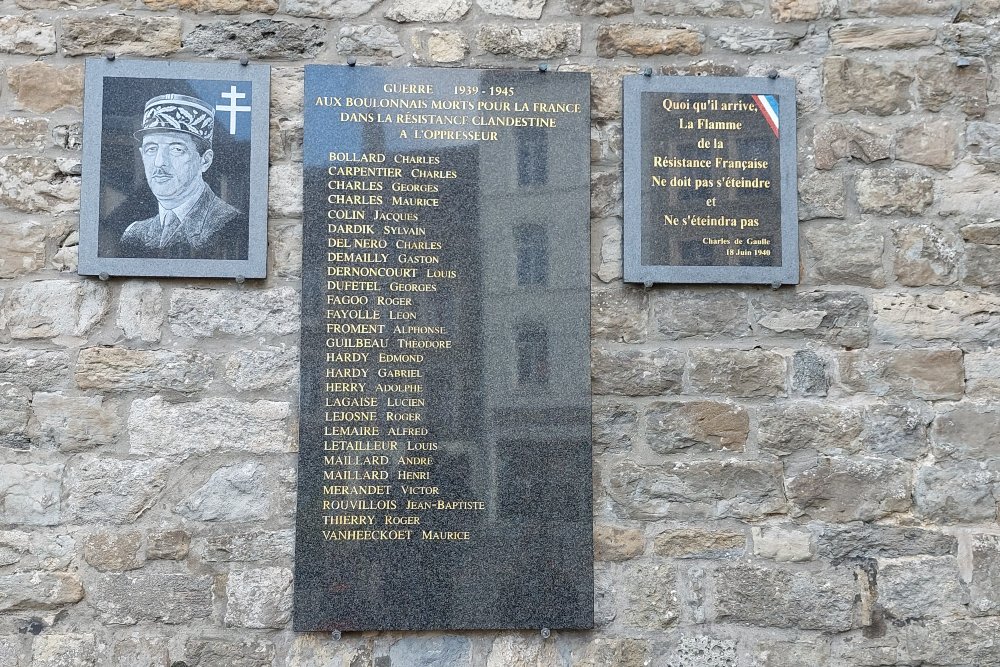 GUERRE 1939 - 1945
AUX BOULONNAIS MORTS POUR LA FRANCE
DANS LA RÉSISTANCE CLANDESTINE
A L'OPPRESSEUR
BOLLARD CHARLES
CARPENTIER CHARLES
CHARLES GEORGES
CHARLES MAURICE
COLIN JACQUES
DARDRE SYLVAIN
DEL NERO CHARLES
DEMAILLY GASTON
DERNONCOURT LOUIS
DUFETEL GEORGES
FAGOO ROGER
FAYOLLE LEON
FROMENT ALPHONSE
GUILBEAU THEODORE
HARDY EDMOND
HARDY GABRIEL
HERRY ADOLPHE
LAGAISE LUCIEN
LEJOSNE ROGER
LEMAIRE ALFRED
LETAILLEUR LOUIS
MAILLARD ANDRÉ
MAILLARD HENRI
MERANDET VICTOR
ROUVILLOIS JEAN-BAPTISTE
THIERRY ROGER
VANHEECKOET MAURICE
Quoi qu'il arrive,
La Flamme
de la
Résistance Française
Ne doit pas s'éteindre
et
Ne s'éteindra pas
Charles de Gaulle
18 Juin 1940